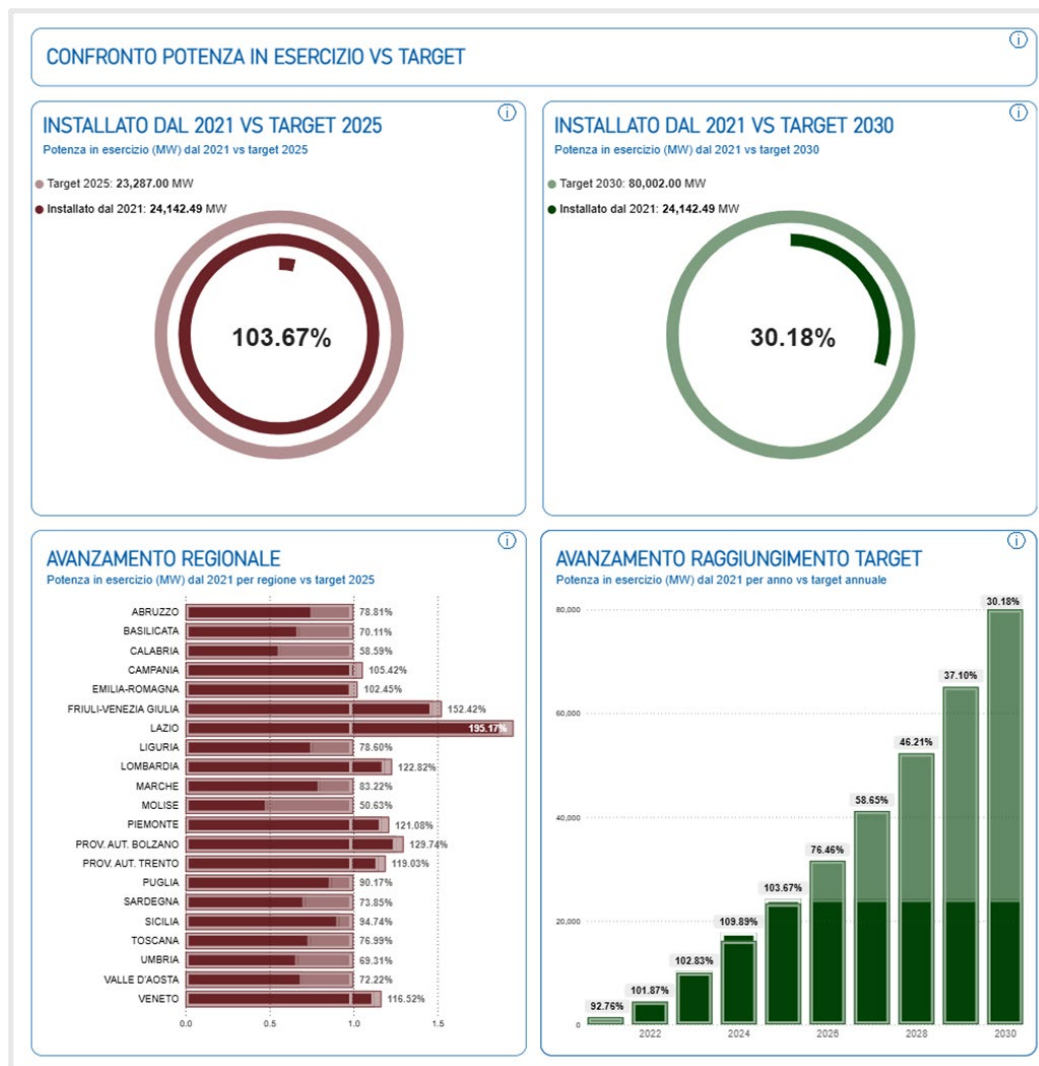 CONFRONTO POTENZA IN ESERCIZIO VS TARGET
INSTALLATO DAL 2021 VS TARGET 2025
Potenza in esercizio (MW) dal 2021 vs target 2025
Target 2025: 23,287.00 MW
Installato dal 2021: 24,142.49 MW
103.67%
INSTALLATO DAL 2021 VS TARGET 2030
Potenza in esercizio (MW) dal 2021 vs target 2030
Target 2030: 80,002.00 MW
Installato dal 2021: 24,142.49 MW
30.18%
AVANZAMENTO REGIONALE
Potenza in esercizio (MW) dal 2021 per regione vs target 2025
ABRUZZO 78.81%
BASILICATA 70.11%
CALABRIA 58.59%
CAMPANIA 105.42%
EMILIA-ROMAGNA 102.45%
FRIULI-VENEZIA GIULIA 152.42%
LAZIO 195.17%
LIGURIA 78.60%
LOMBARDIA 122.82%
MARCHE 83.22%
MOLISE 50.63%
PIEMONTE 121.08%
PROV. AUT. BOLZANO 129.74%
PROV. AUT. TRENTO 119.03%
PUGLIA 90.17%
SARDEGNA 73.85%
SICILIA 94.74%
TOSCANA 76.99%
UMBRIA 69.31%
VALLE D'AOSTA 72.22%
VENETO 116.52%
0.0 0.5 1.0 1.5
AVANZAMENTO RAGGIUNGIMENTO TARGET
Potenza in esercizio (MW) dal 2021 per anno vs target annuale
80,000
60,000
40,000
20,000
0
92.76%
101.87%
102.83%
109.89%
103.67%
76.46%
58.65%
46.21%
37.10%
30.18%
2022 2024 2026 2028 2030